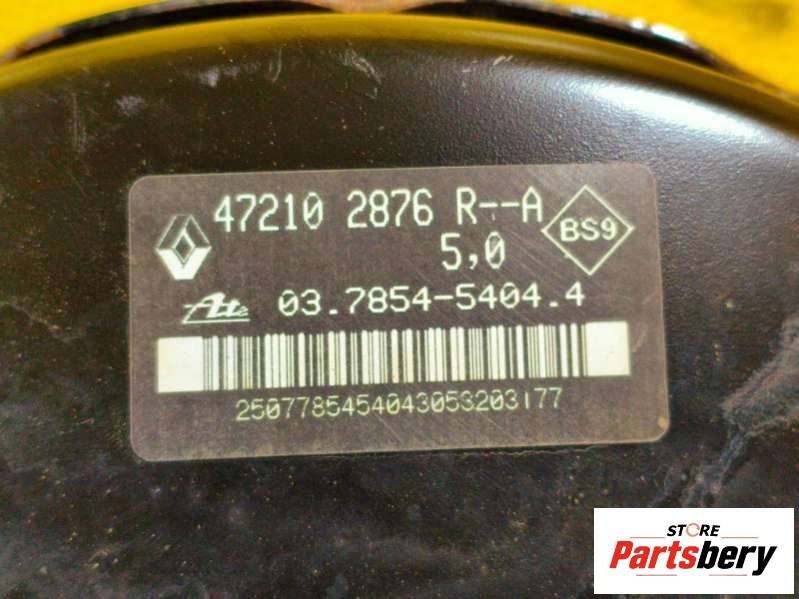 47210 2876 R--A
BS9
5,0
Ate 03.7854-5404.4
2507785454043053203177
STORE
Partsbery